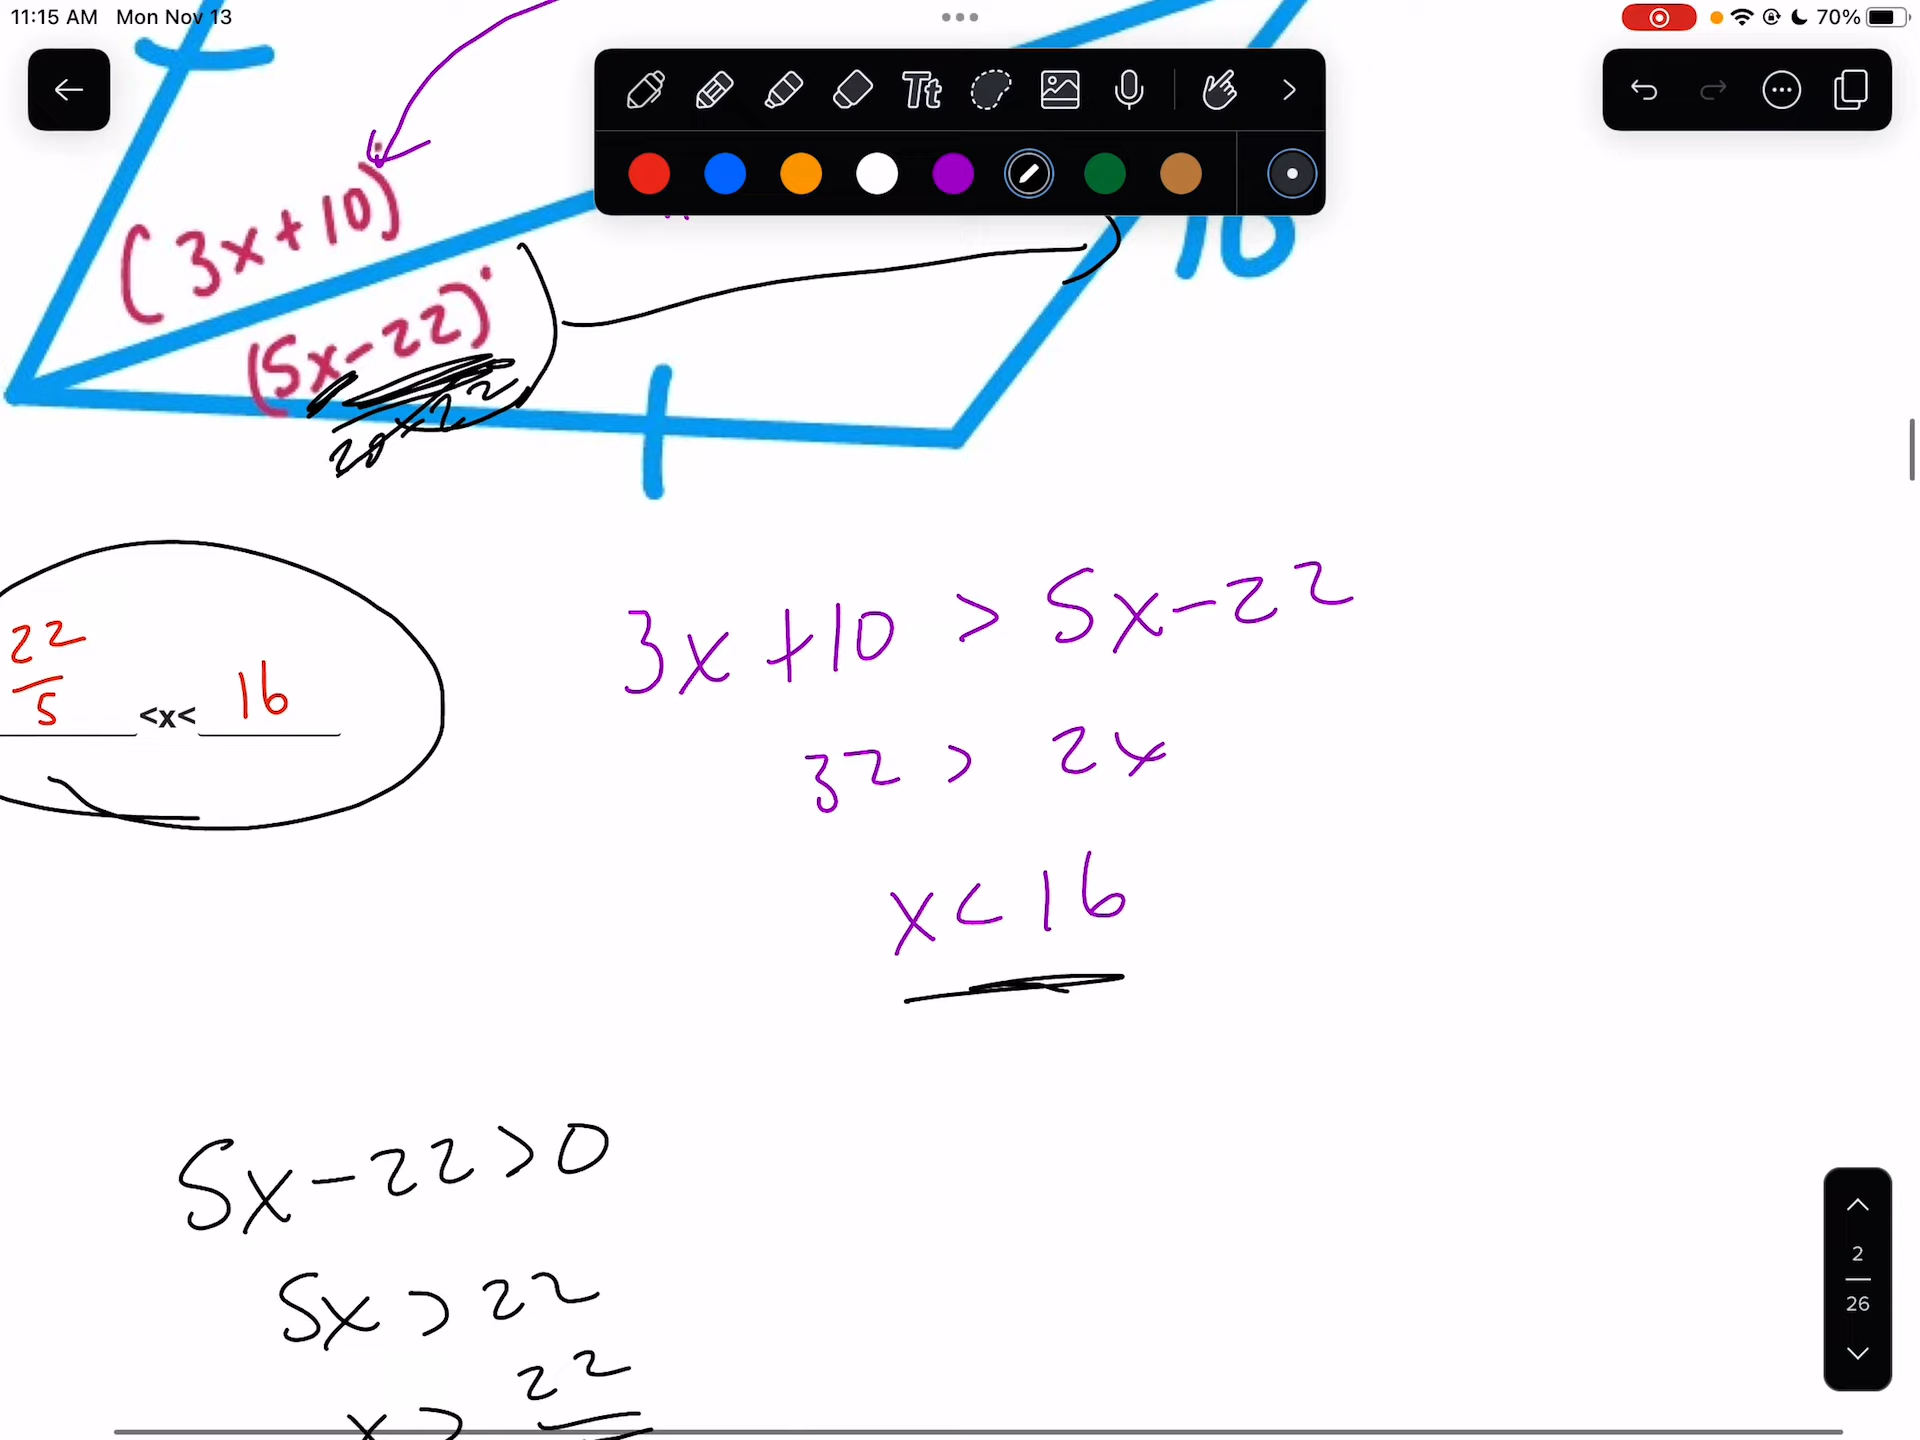 11:15 AM Mon Nov 13
70%
Tt
(3x+10)°
(5x-22)°
16
22
5
<x<
16
3x+10 > 5x-22
32 > 2x
x < 16
5x-22>0
5x > 22
x > 22
2
26